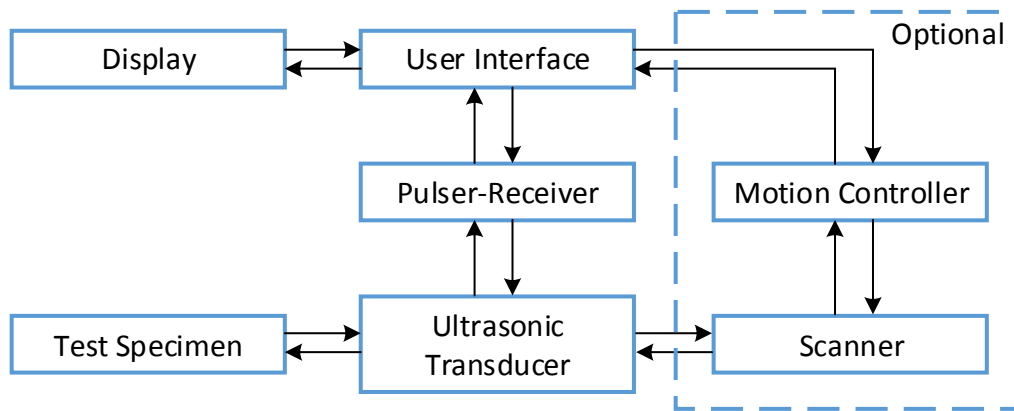 Optional
Display
User Interface
Pulser-Receiver
Motion Controller
Test Specimen
Ultrasonic
Transducer
Scanner